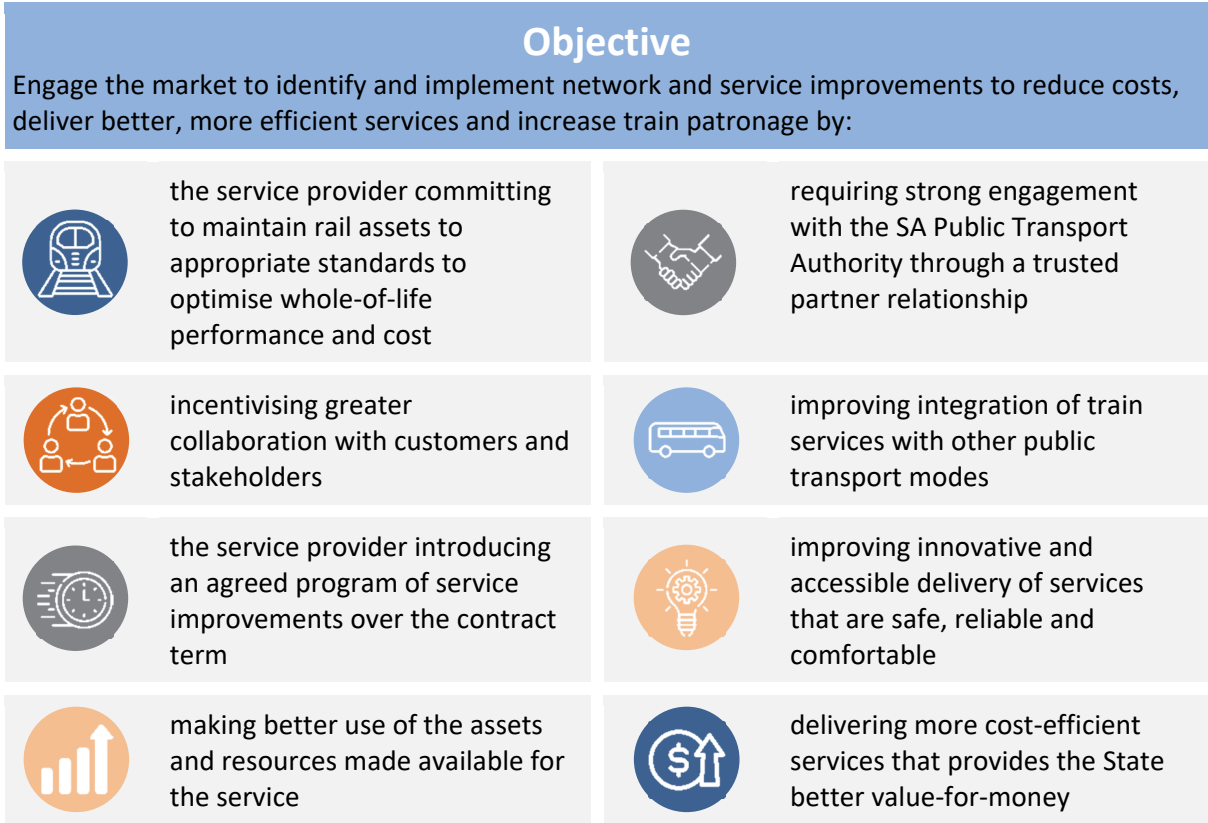 Objective
Engage the market to identify and implement network and service improvements to reduce costs,
deliver better, more efficient services and increase train patronage by:
the service provider committing
to maintain rail assets to
appropriate standards to
optimise whole-of-life
performance and cost
requiring strong engagement
with the SA Public Transport
Authority through a trusted
partner relationship
incentivising greater
collaboration with customers and
stakeholders
improving integration of train
services with other public
transport modes
the service provider introducing
an agreed program of service
improvements over the contract
term
improving innovative and
accessible delivery of services
that are safe, reliable and
comfortable
making better use of the assets
and resources made available for
the service
$
delivering more cost-efficient
services that provides the State
better value-for-money